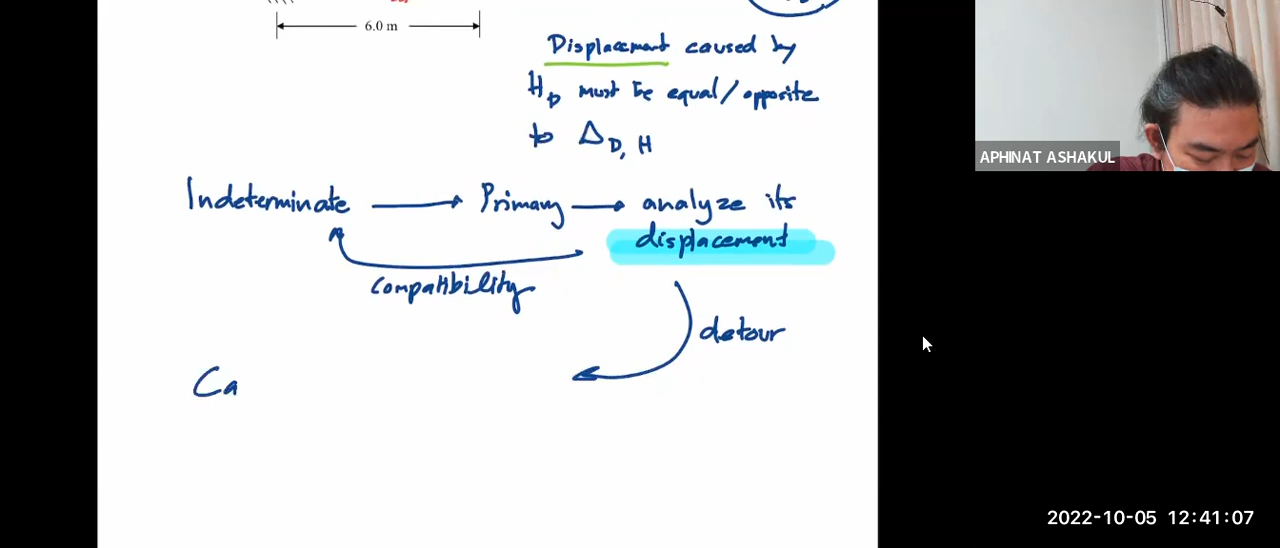 6.0 m
Displacement caused by
H_D must be equal/opposite
to Δ_D, H
APHINAT ASHAKUL
Indeterminate → Primary → analyze its
displacement
compatibility
detour
Ca
2022-10-05 12:41:07